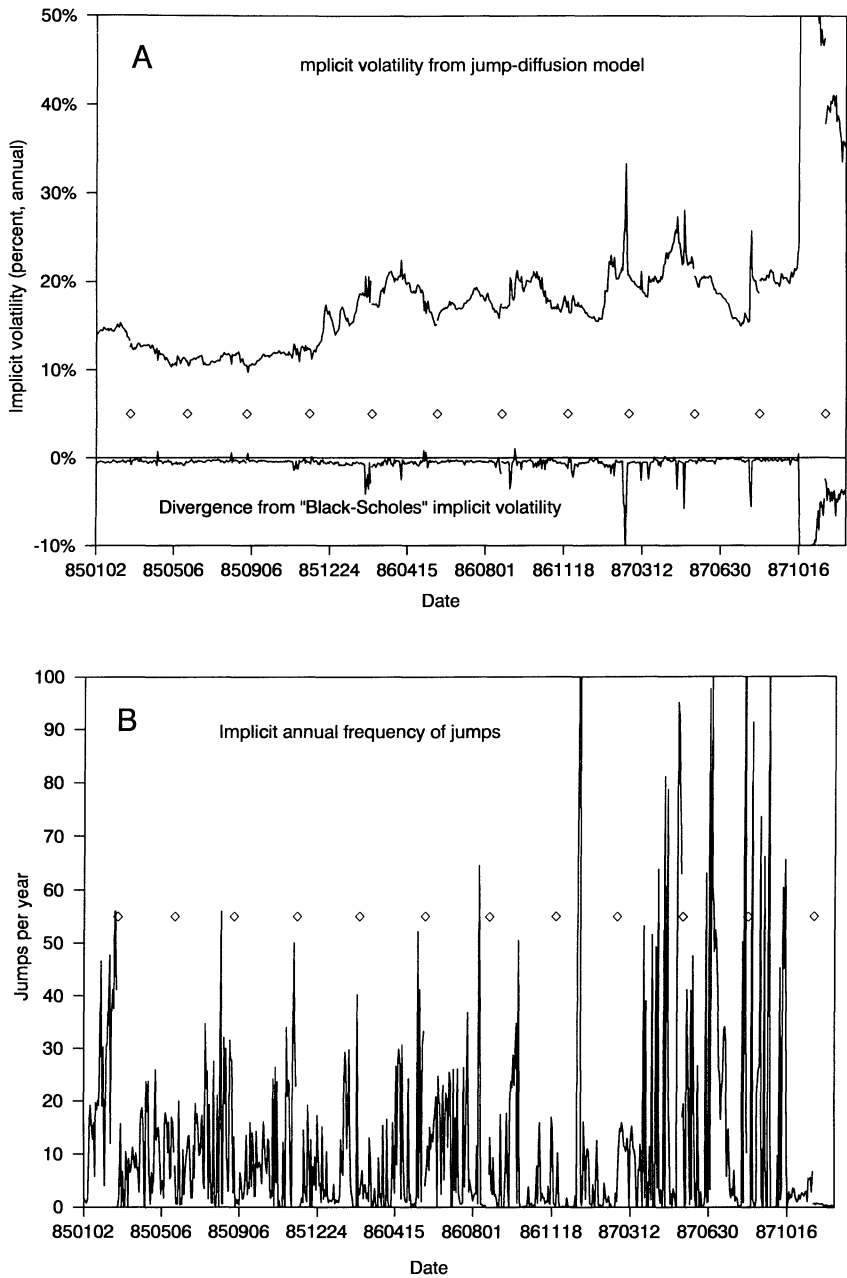 50%
A
mplicit volatility from jump-diffusion model
40%
30%
20%
10%
0%
Divergence from "Black-Scholes" implicit volatility
-10%
Implicit volatility (percent, annual)
850102 850506 850906 851224 860415 860801 861118 870312 870630 871016
Date
100
B
Implicit annual frequency of jumps
90
80
70
60
50
40
30
20
10
0
Jumps per year
850102 850506 850906 851224 860415 860801 861118 870312 870630 871016
Date